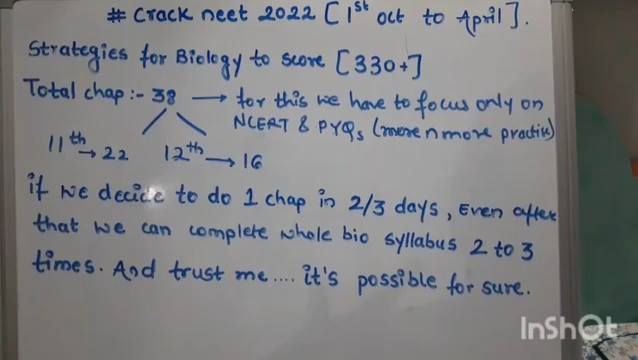 # Crack neet 2022 [1st oct to April].
Strategies for Biology to score [330+]
Total chap :- 38 → for this we have to focus only on
NCERT & PYQs (more n more practice)
11th → 22 12th → 16
if we decide to do 1 chap in 2/3 days, Even after
that we can complete whole bio syllabus 2 to 3
times. And trust me.... it's possible for sure.
InShOt